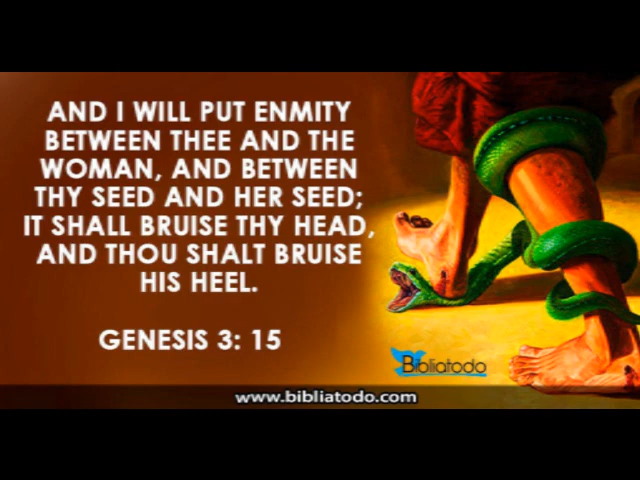 AND I WILL PUT ENMITY
BETWEEN THEE AND THE
WOMAN, AND BETWEEN
THY SEED AND HER SEED;
IT SHALL BRUISE THY HEAD,
AND THOU SHALT BRUISE
HIS HEEL.
GENESIS 3: 15
Bibliatodo
www.bibliatodo.com